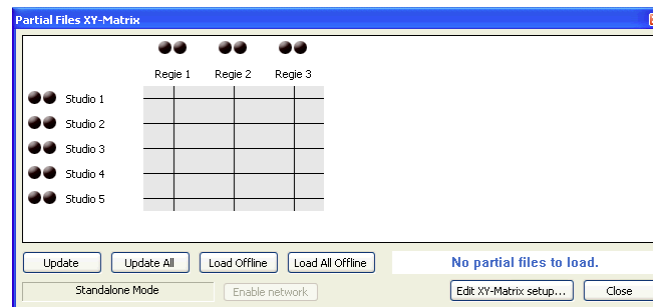 Partial Files XY-Matrix
Regie 1 Regie 2 Regie 3
Studio 1
Studio 2
Studio 3
Studio 4
Studio 5
Update Update All Load Offline Load All Offline No partial files to load.
Standalone Mode Enable network Edit XY-Matrix setup... Close